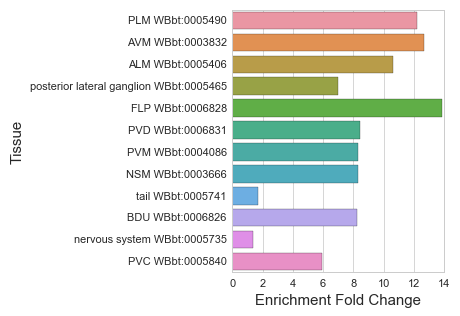 PLM WBbt:0005490
AVM WBbt:0003832
ALM WBbt:0005406
posterior lateral ganglion WBbt:0005465
FLP WBbt:0006828
PVD WBbt:0006831
PVM WBbt:0004086
NSM WBbt:0003666
tail WBbt:0005741
BDU WBbt:0006826
nervous system WBbt:0005735
PVC WBbt:0005840
Tissue
0 2 4 6 8 10 12 14
Enrichment Fold Change